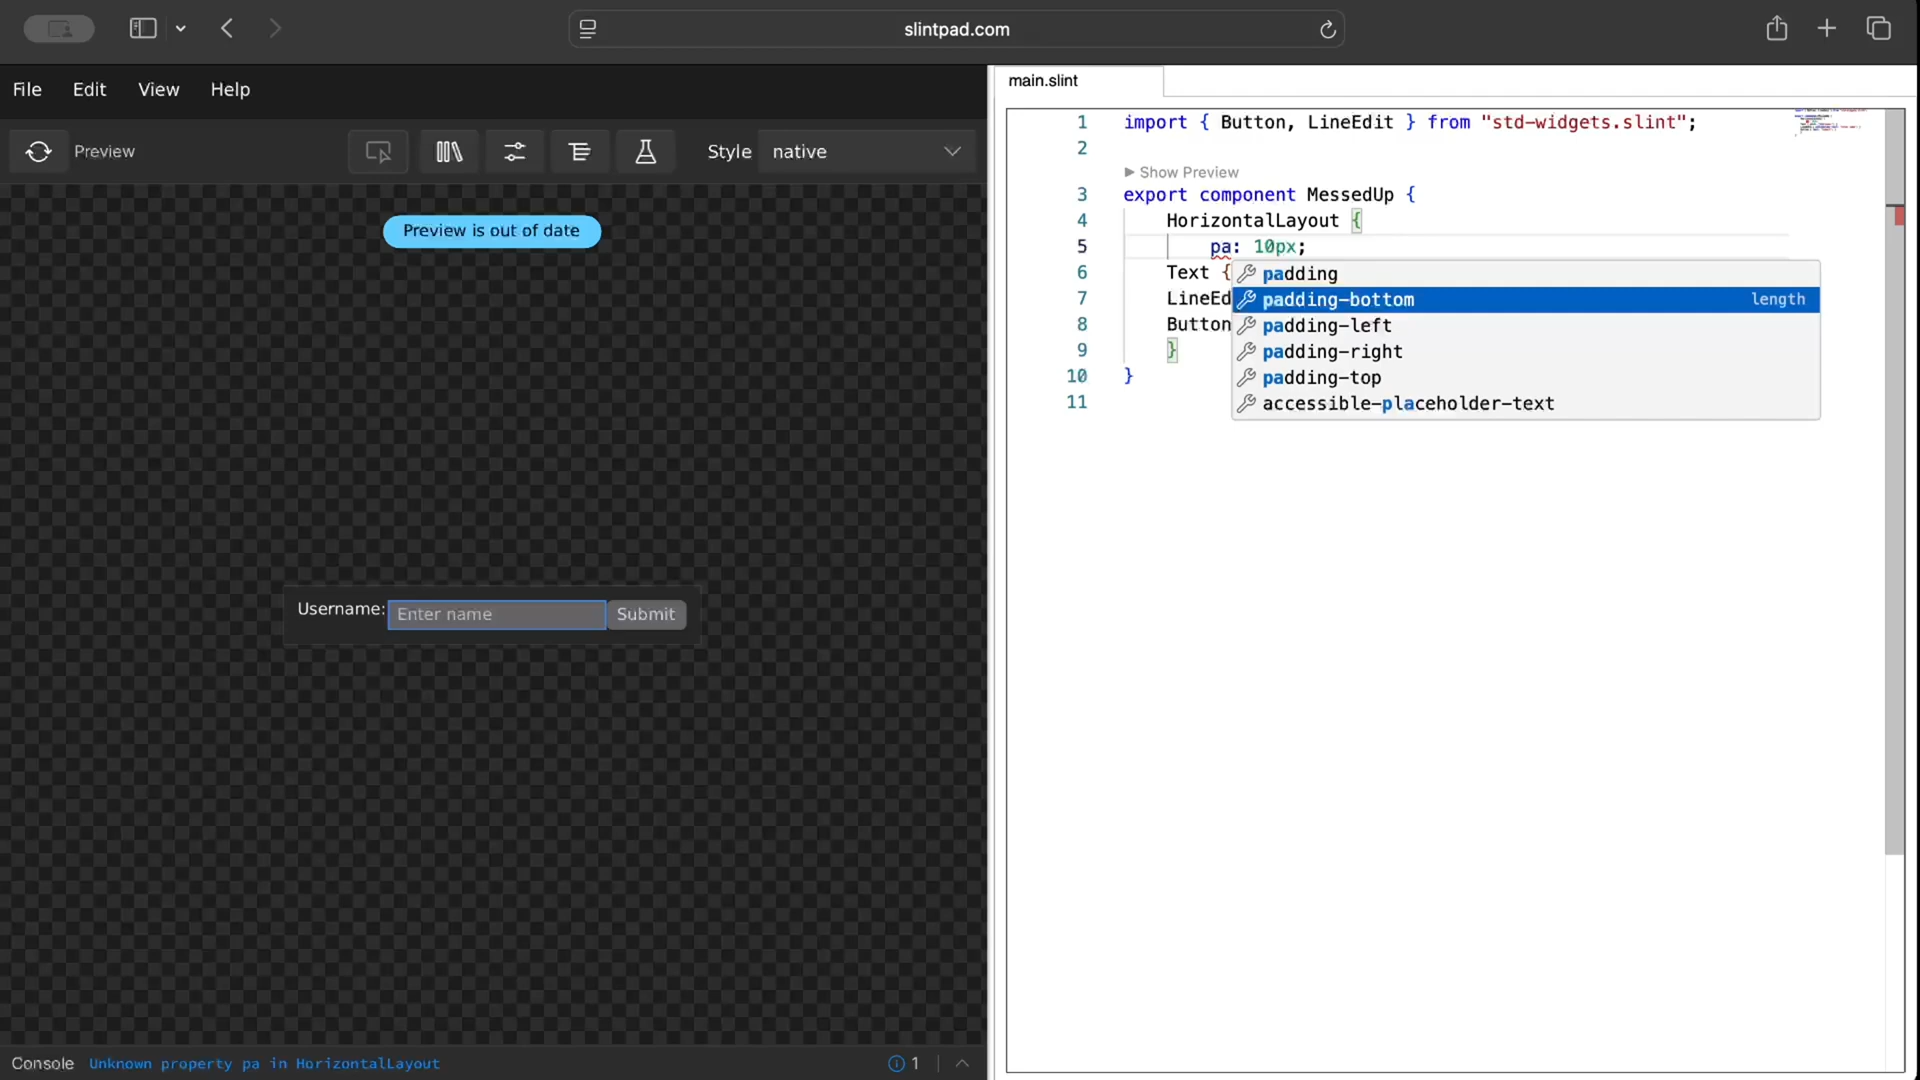 slintpad.com
File Edit View Help
Preview
Style native
Preview is out of date
Username: Enter name Submit
Console Unknown property pa in HorizontalLayout 1
main.slint
1 import { Button, LineEdit } from "std-widgets.slint";
2
Show Preview
3 export component MessedUp {
4 HorizontalLayout {
5 pa: 10px;
6 Text {
7 LineEd
8 Button
9 }
10 }
11
padding
padding-bottom length
padding-left
padding-right
padding-top
accessible-placeholder-text